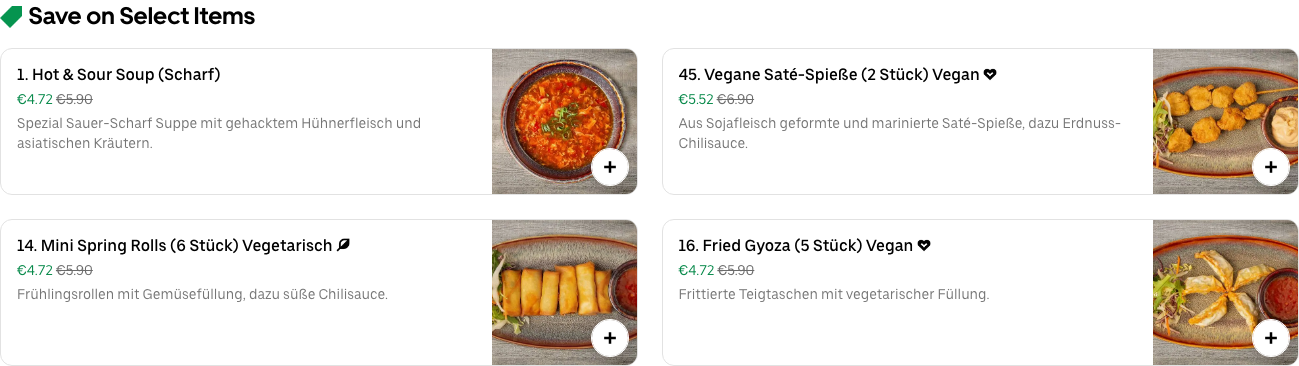 Save on Select Items
1. Hot & Sour Soup (Scharf)
€4.72 €5.90
Spezial Sauer-Scharf Suppe mit gehacktem Hühnerfleisch und
asiatischen Kräutern.
45. Vegane Saté-Spieße (2 Stück) Vegan
€5.52 €6.90
Aus Sojafleisch geformte und marinierte Saté-Spieße, dazu Erdnuss-
Chilisauce.
14. Mini Spring Rolls (6 Stück) Vegetarisch
€4.72 €5.90
Frühlingsrollen mit Gemüsefüllung, dazu süße Chilisauce.
16. Fried Gyoza (5 Stück) Vegan
€4.72 €5.90
Frittierte Teigtaschen mit vegetarischer Füllung.